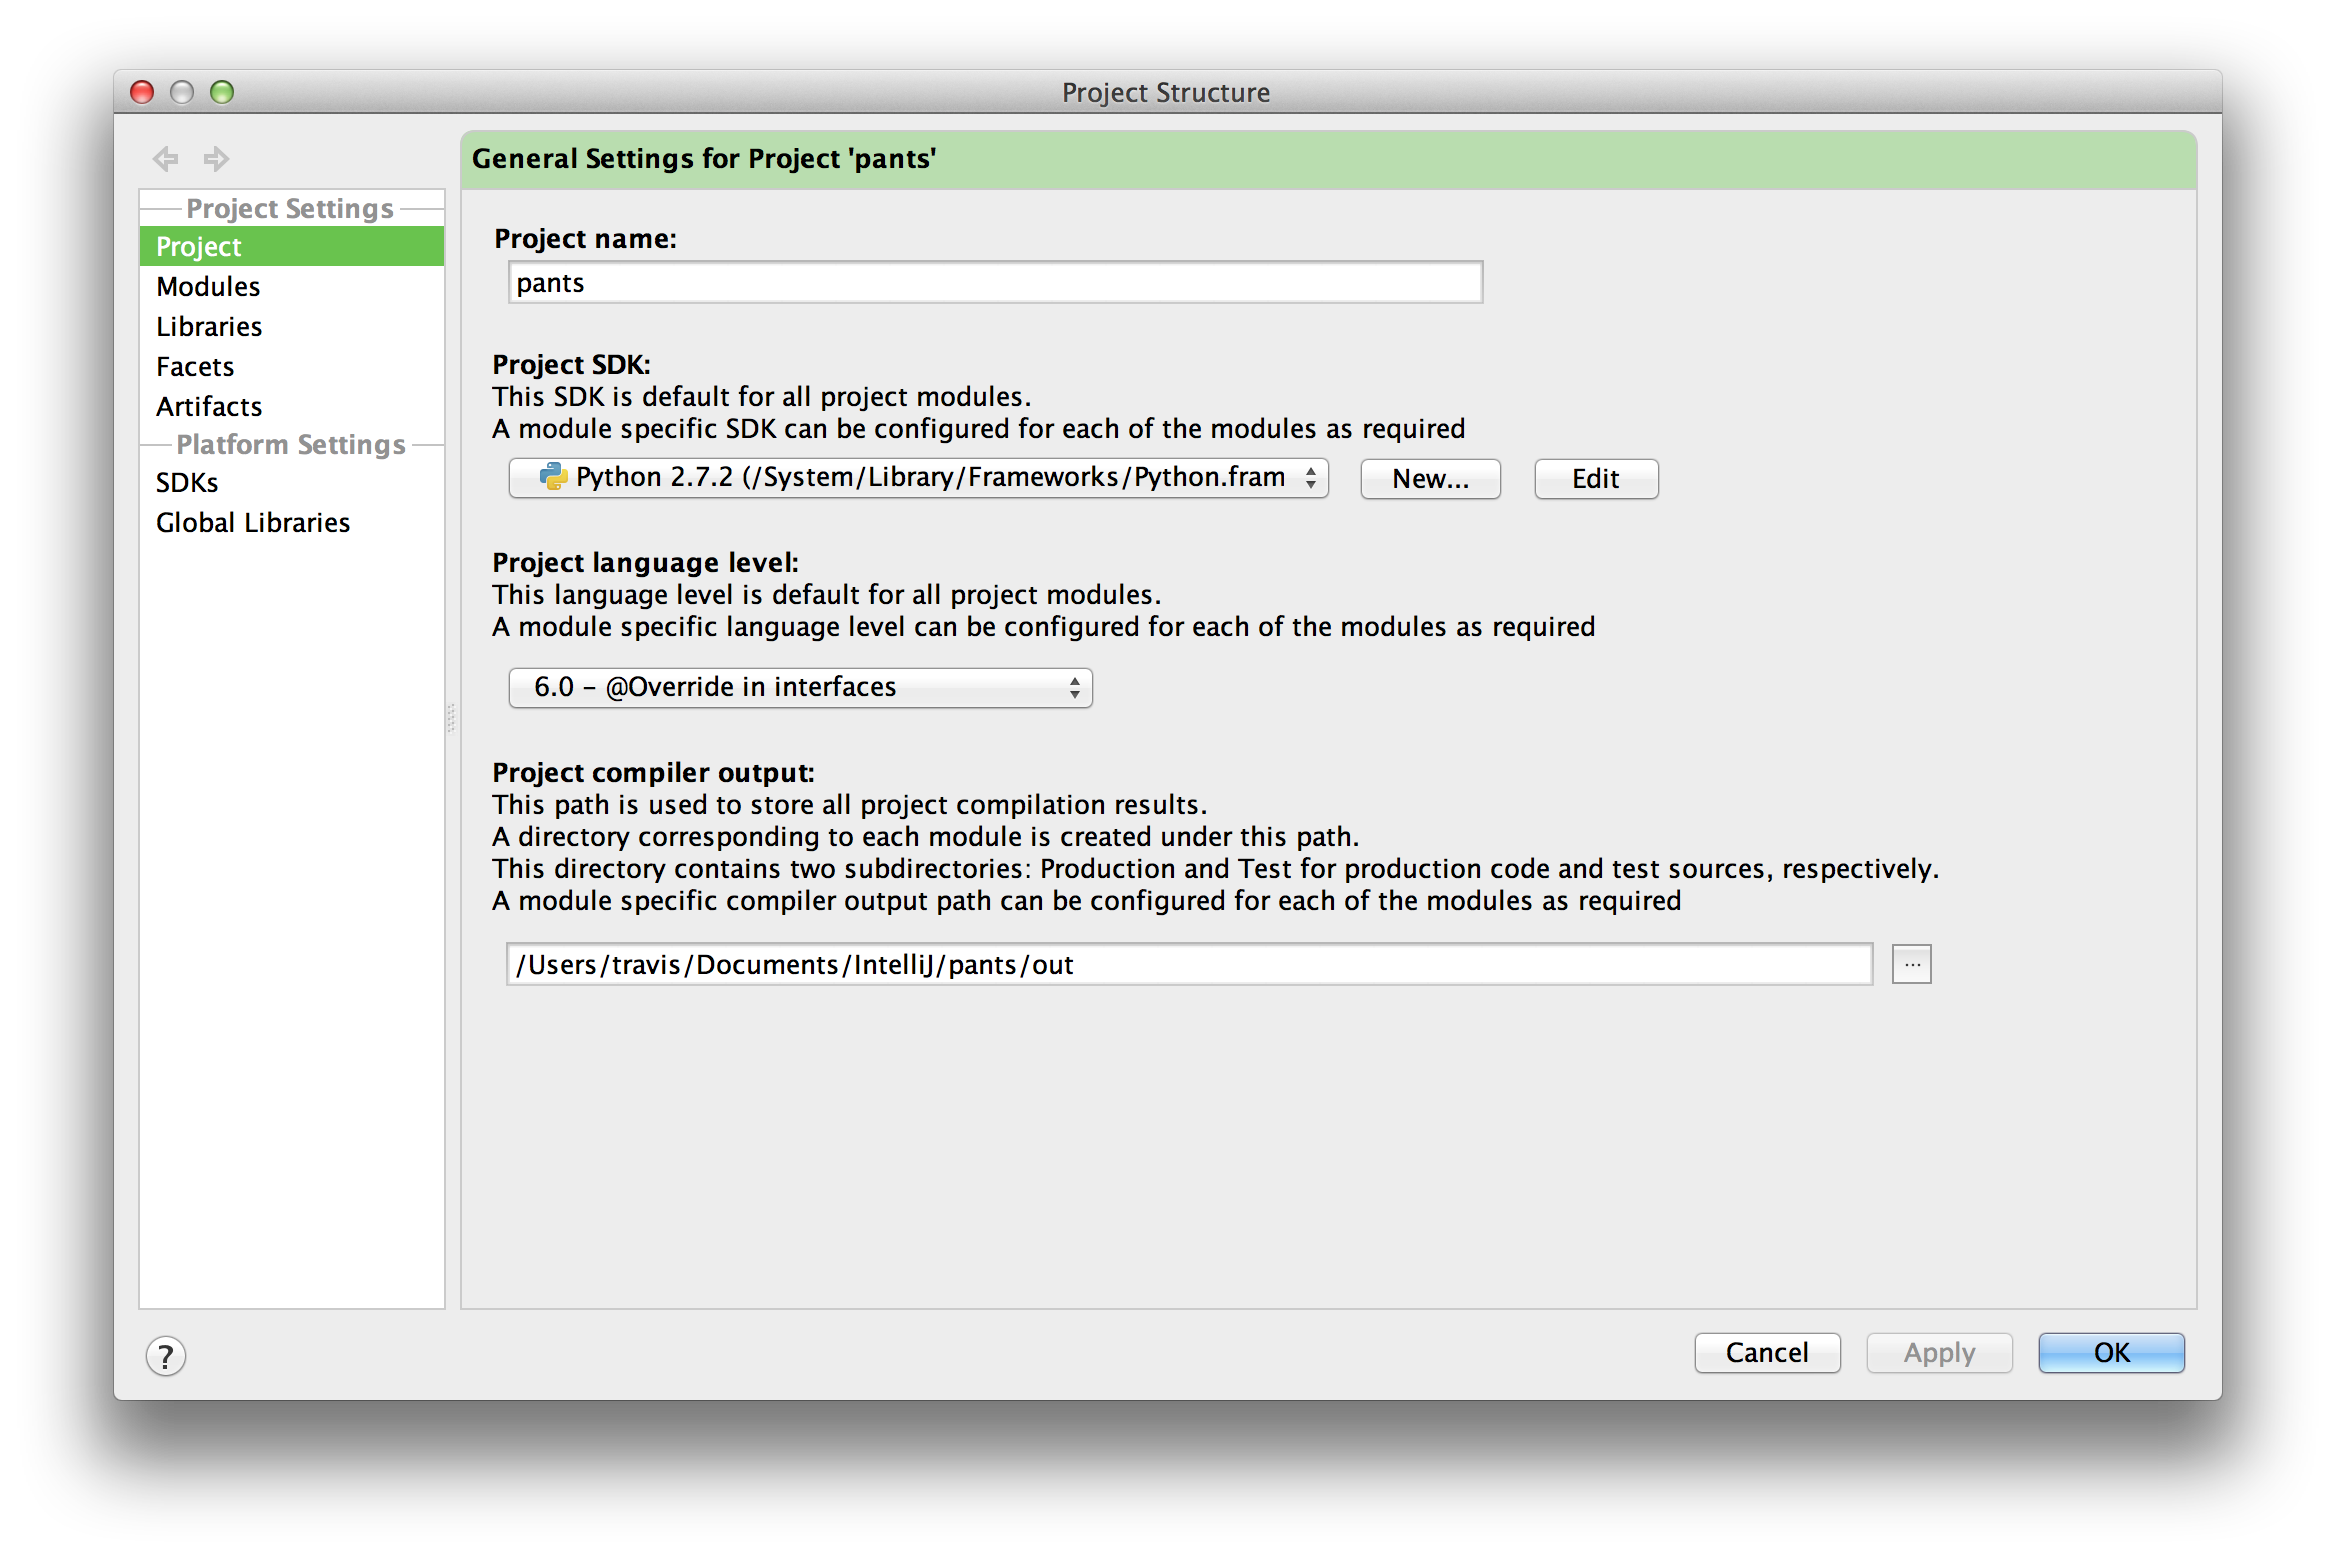 Project Structure
Project Settings
Project
Modules
Libraries
Facets
Artifacts
Platform Settings
SDKs
Global Libraries
General Settings for Project 'pants'
Project name:
pants
Project SDK:
This SDK is default for all project modules.
A module specific SDK can be configured for each of the modules as required
Python 2.7.2 (/System/Library/Frameworks/Python.fram
New...
Edit
Project language level:
This language level is default for all project modules.
A module specific language level can be configured for each of the modules as required
6.0 – @Override in interfaces
Project compiler output:
This path is used to store all project compilation results.
A directory corresponding to each module is created under this path.
This directory contains two subdirectories: Production and Test for production code and test sources, respectively.
A module specific compiler output path can be configured for each of the modules as required
/Users/travis/Documents/IntelliJ/pants/out
...
?
Cancel
Apply
OK